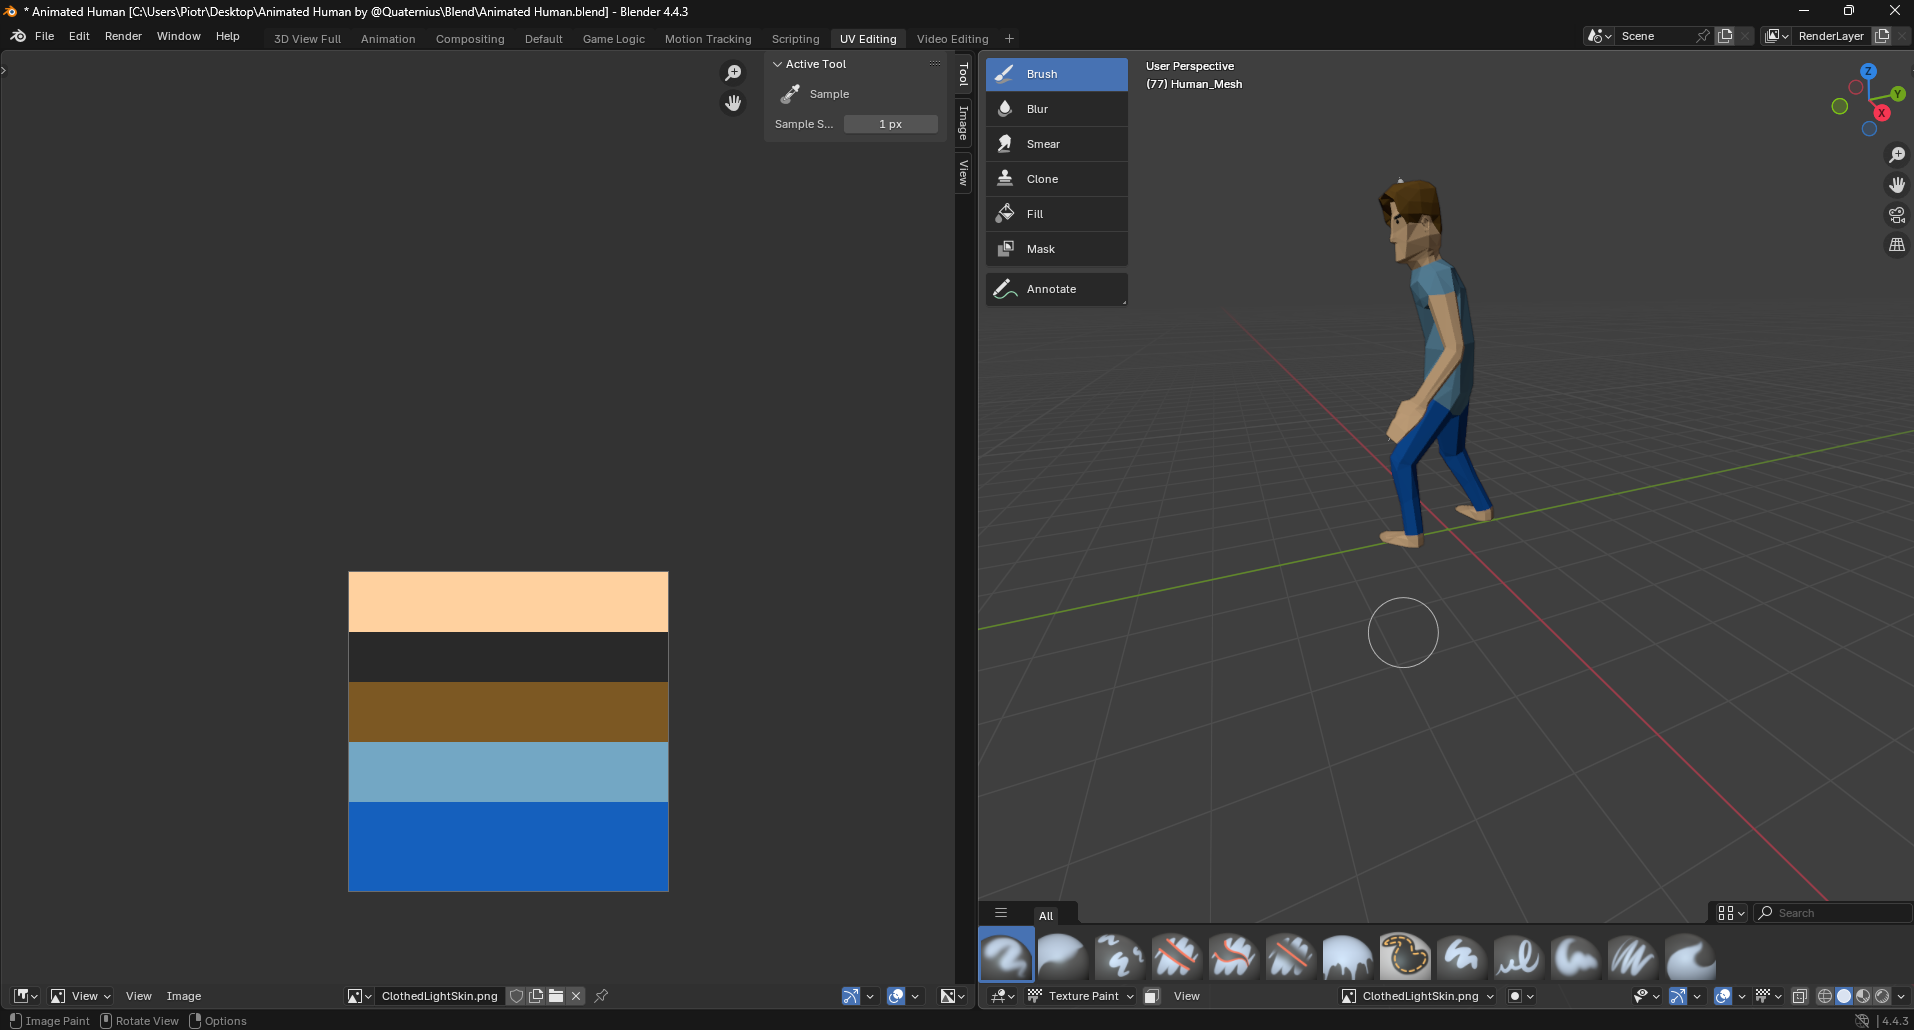 * Animated Human [C:\Users\Piotr\Desktop\Animated Human by @Quaternius\Blend\Animated Human.blend] - Blender 4.4.3
File Edit Render Window Help 3D View Full Animation Compositing Default Game Logic Motion Tracking Scripting UV Editing Video Editing + Scene RenderLayer
Active Tool
Sample
Sample S... 1 px
Tool
Image
View
Brush
Blur
Smear
Clone
Fill
Mask
Annotate
User Perspective
(77) Human_Mesh
Z
Y
X
All
Search
View View Image ClothedLightSkin.png
Texture Paint View ClothedLightSkin.png
Image Paint Rotate View Options
4.4.3